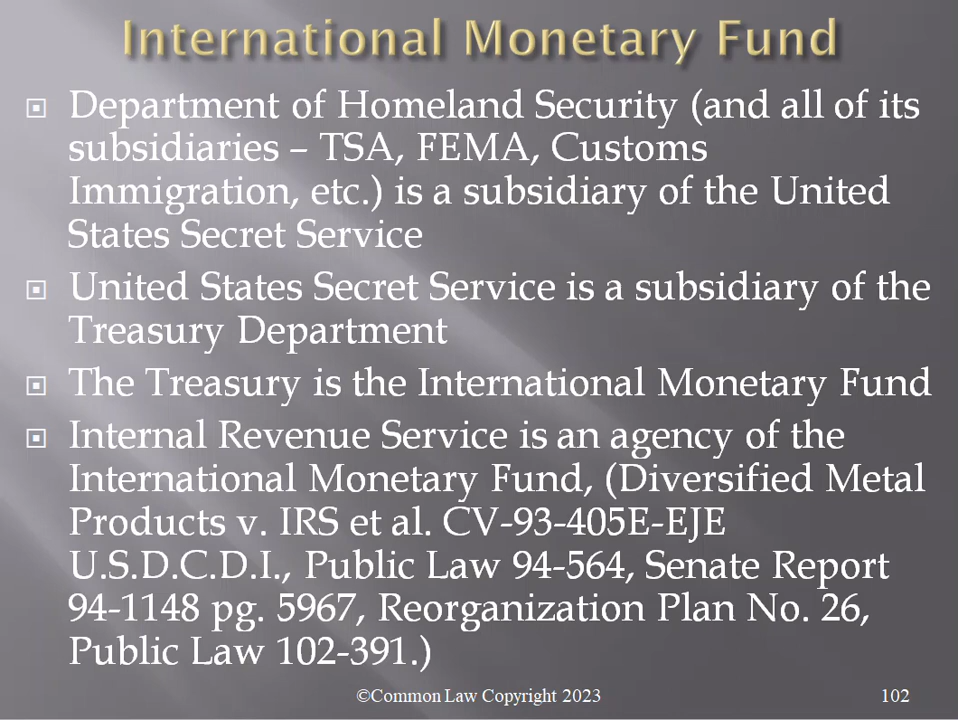 International Monetary Fund
Department of Homeland Security (and all of its
subsidiaries – TSA, FEMA, Customs
Immigration, etc.) is a subsidiary of the United
States Secret Service
United States Secret Service is a subsidiary of the
Treasury Department
The Treasury is the International Monetary Fund
Internal Revenue Service is an agency of the
International Monetary Fund, (Diversified Metal
Products v. IRS et al. CV-93-405E-EJE
U.S.D.C.D.I., Public Law 94-564, Senate Report
94-1148 pg. 5967, Reorganization Plan No. 26,
Public Law 102-391.)
©Common Law Copyright 2023
102